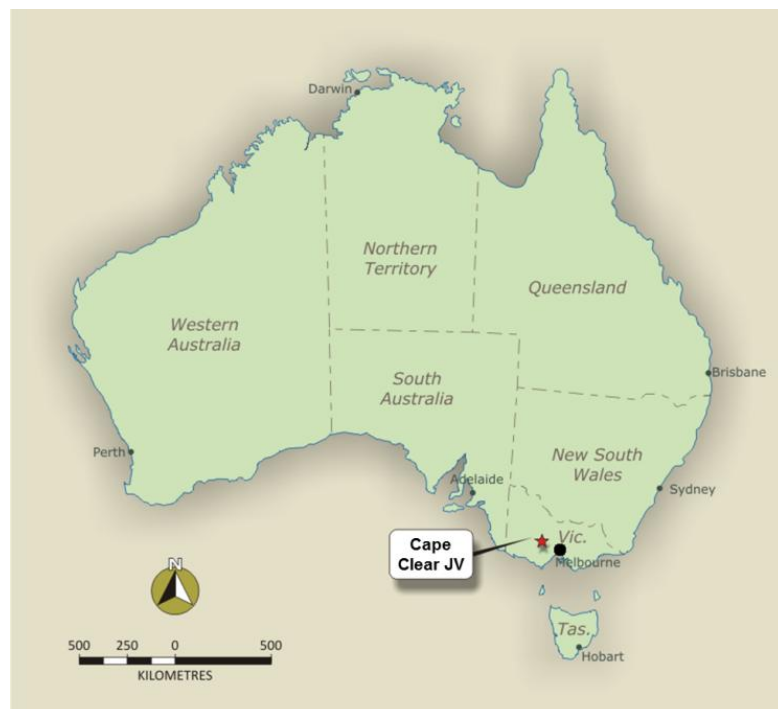 Darwin
Northern
Territory
Queensland
Western
Australia
South
Australia
Brisbane
New South
Wales
Perth
Adelaide
Sydney
Cape
Clear JV
Vic.
Melbourne
N
Tas.
Hobart
500 250 0 500
KILOMETRES